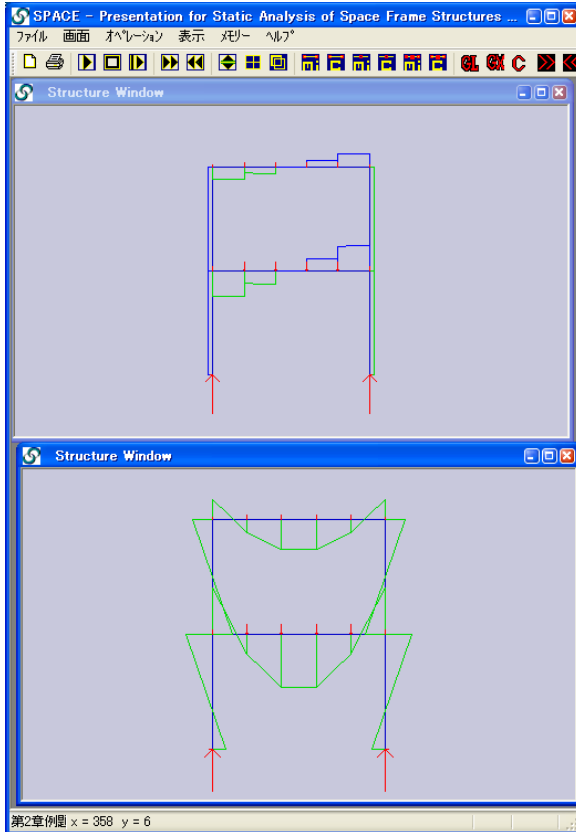 SPACE - Presentation for Static Analysis of Space Frame Structures ...
ファイル 画面 オペレーション 表示 メモリー ヘルプ
GL GX C
Structure Window
Structure Window
第2章例題 x = 358 y = 6